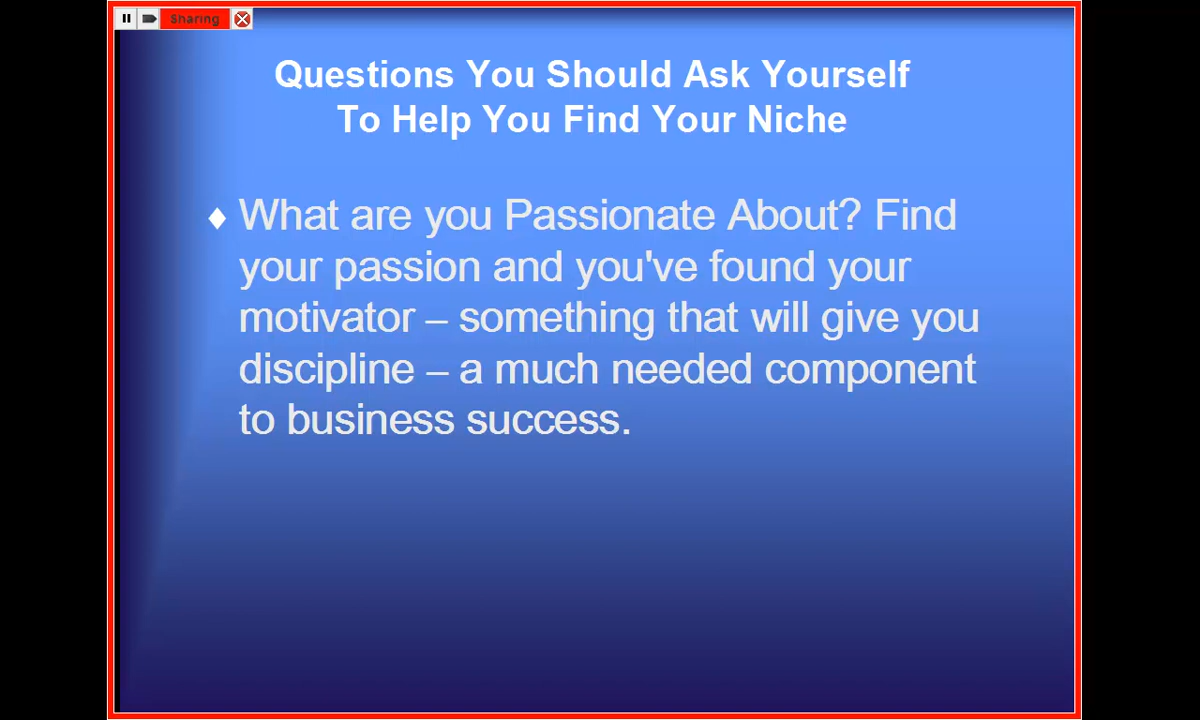 Sharing
Questions You Should Ask Yourself
To Help You Find Your Niche
♦ What are you Passionate About? Find
your passion and you've found your
motivator – something that will give you
discipline – a much needed component
to business success.